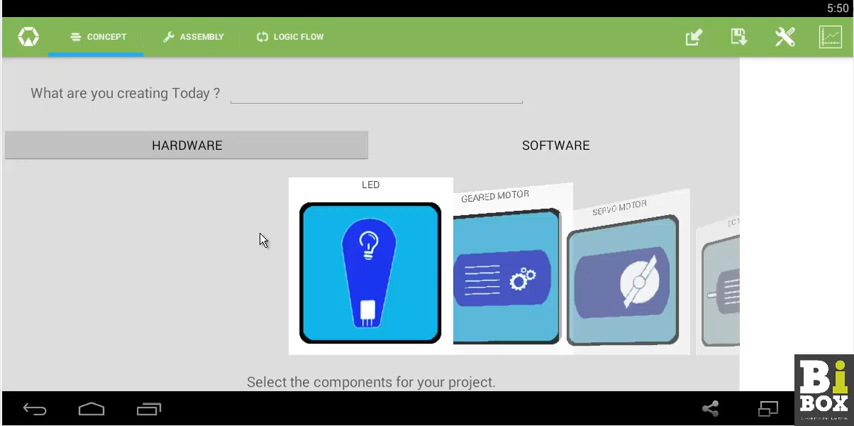 5:50
CONCEPT
ASSEMBLY
LOGIC FLOW
What are you creating Today ?
HARDWARE
SOFTWARE
LED
GEARED MOTOR
SERVO MOTOR
Select the components for your project.
Bi
BOX